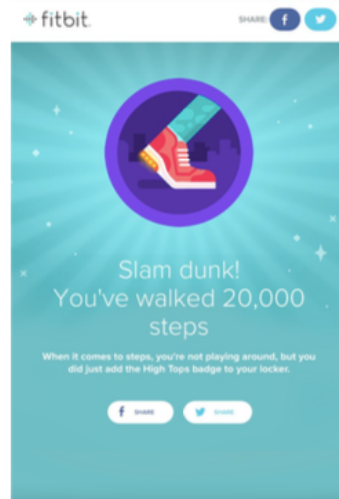 fitbit
SHARE:
Slam dunk!
You've walked 20,000
steps
When it comes to steps, you're not playing around, but you
did just add the High Tops badge to your locker.
SHARE
SHARE